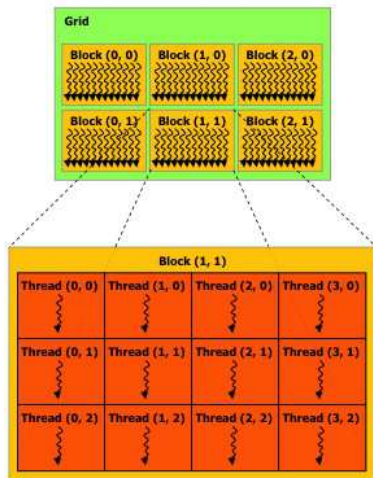 Grid
Block (0, 0) Block (1, 0) Block (2, 0)
Block (0, 1) Block (1, 1) Block (2, 1)
Block (1, 1)
Thread (0, 0) Thread (1, 0) Thread (2, 0) Thread (3, 0)
Thread (0, 1) Thread (1, 1) Thread (2, 1) Thread (3, 1)
Thread (0, 2) Thread (1, 2) Thread (2, 2) Thread (3, 2)